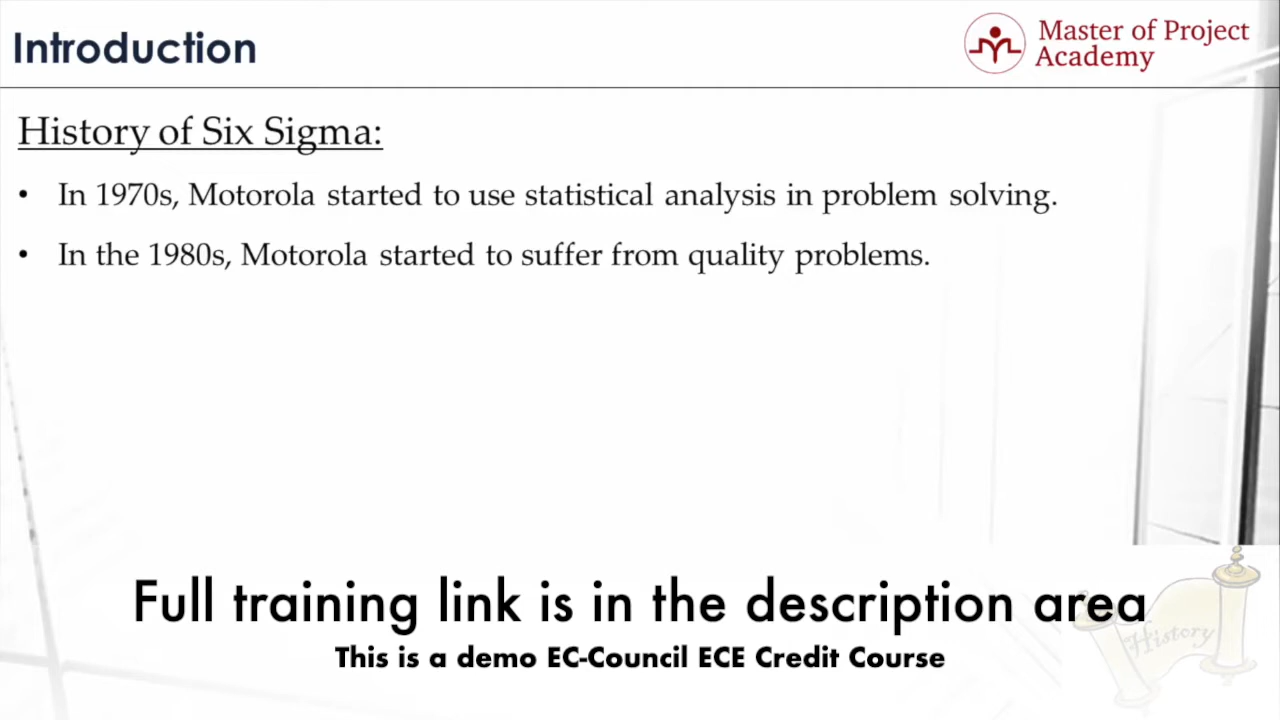 Introduction
Master of Project
Academy
History of Six Sigma:
• In 1970s, Motorola started to use statistical analysis in problem solving.
• In the 1980s, Motorola started to suffer from quality problems.
Full training link is in the description area
History
This is a demo EC-Council ECE Credit Course